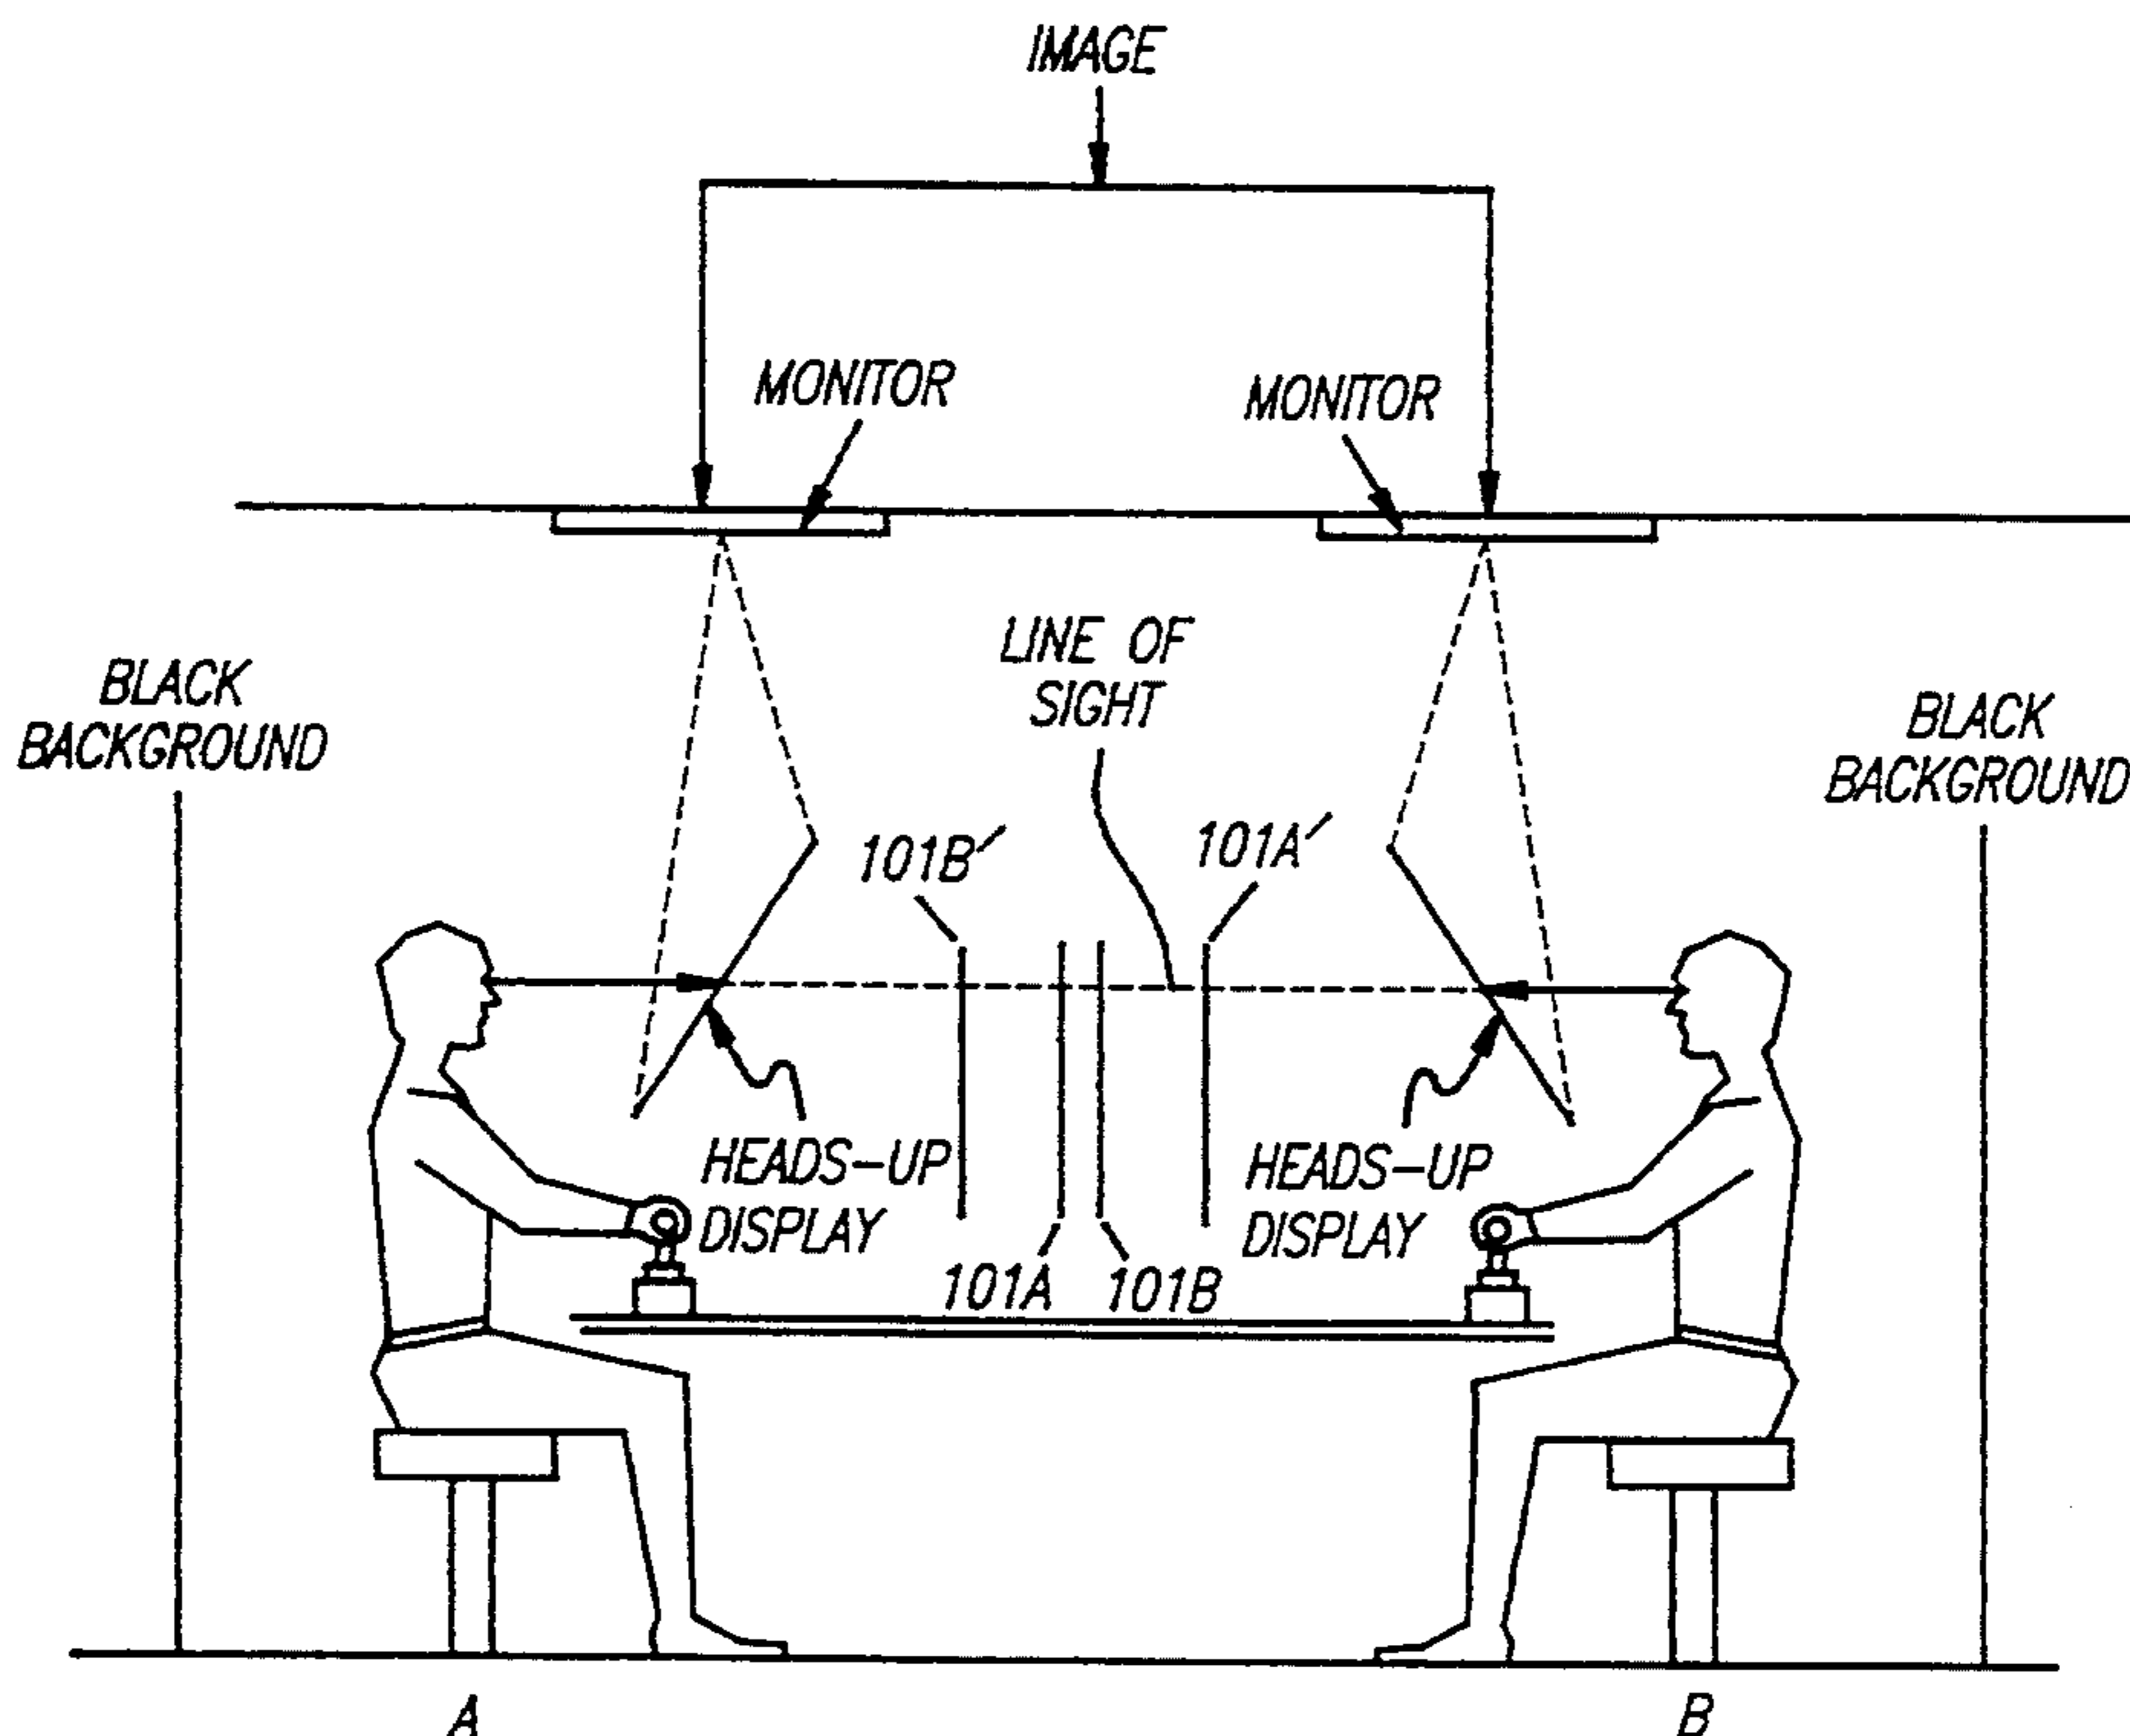 IMAGE
MONITOR
MONITOR
LINE OF
SIGHT
BLACK
BACKGROUND
BLACK
BACKGROUND
101B′
101A′
HEADS-UP
DISPLAY
HEADS-UP
DISPLAY
101A
101B
A
B